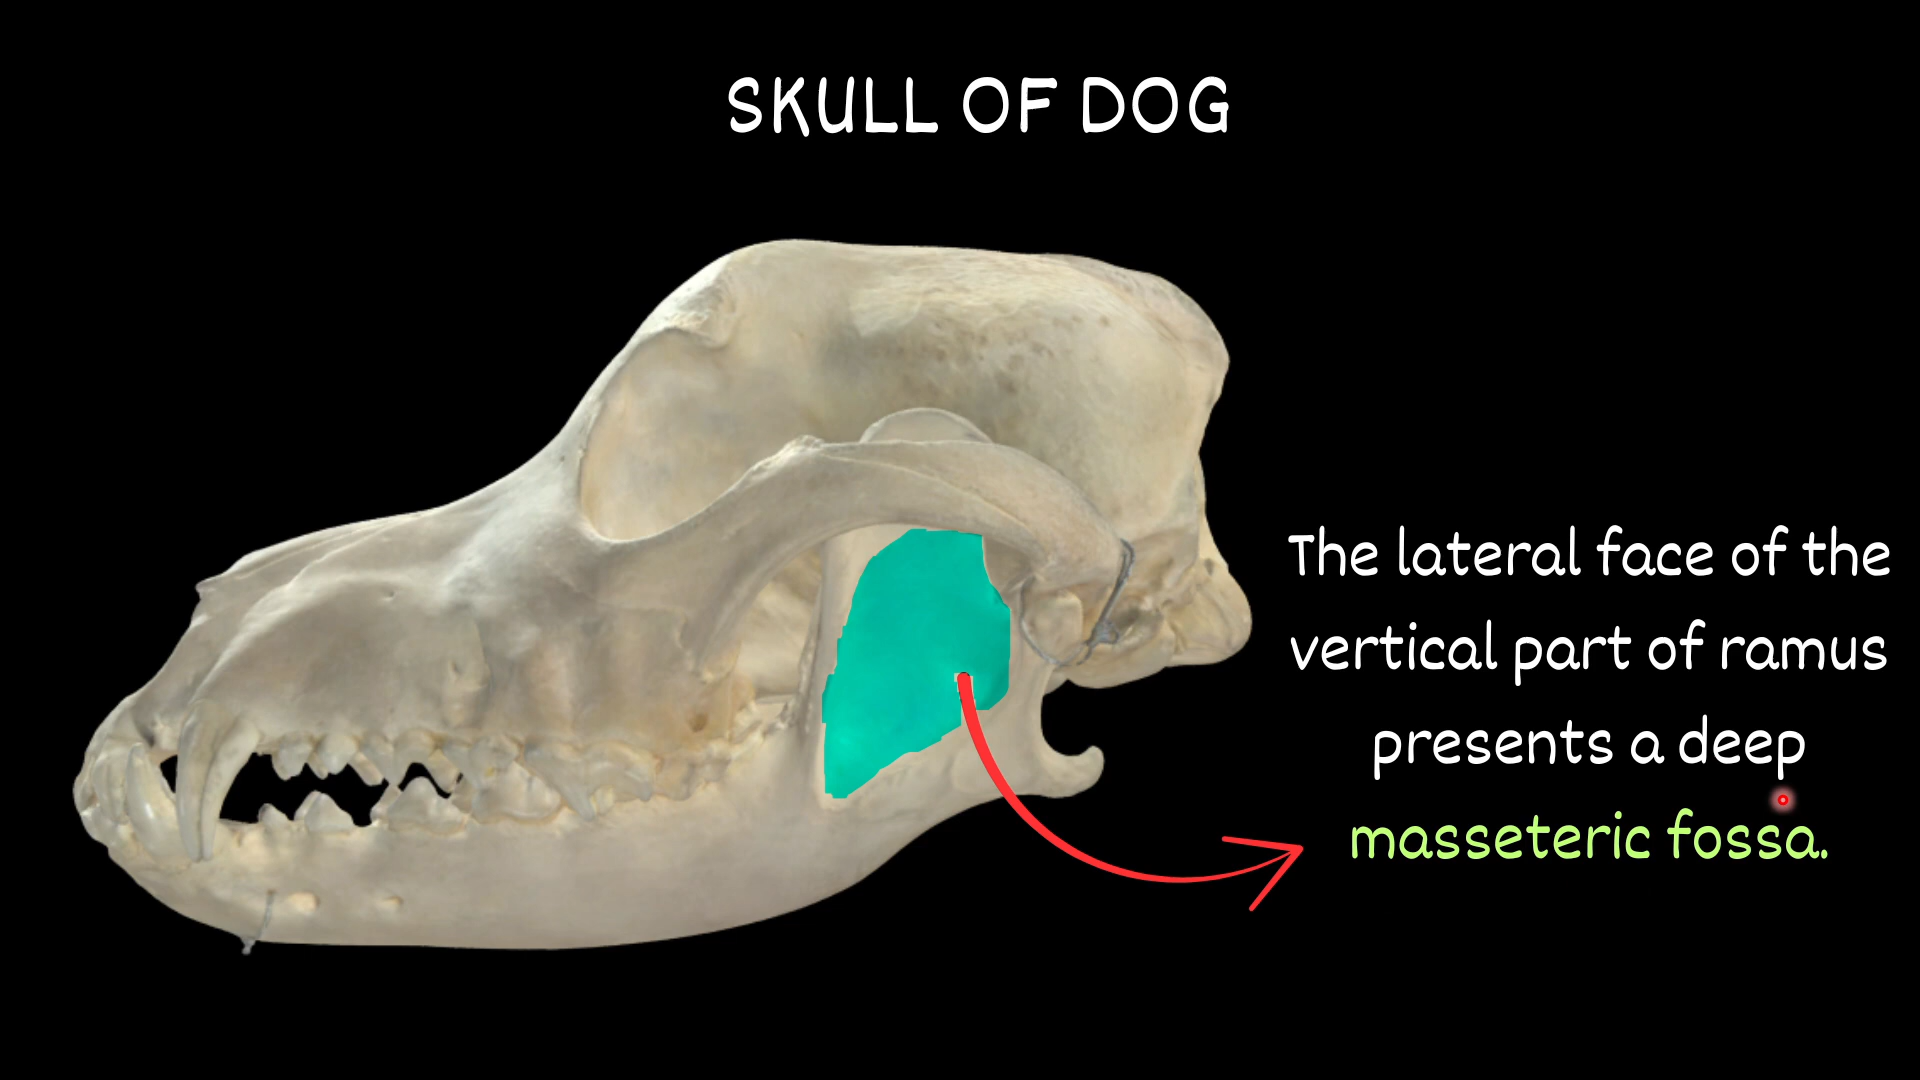 SKULL OF DOG
The lateral face of the
vertical part of ramus
presents a deep
masseteric fossa.